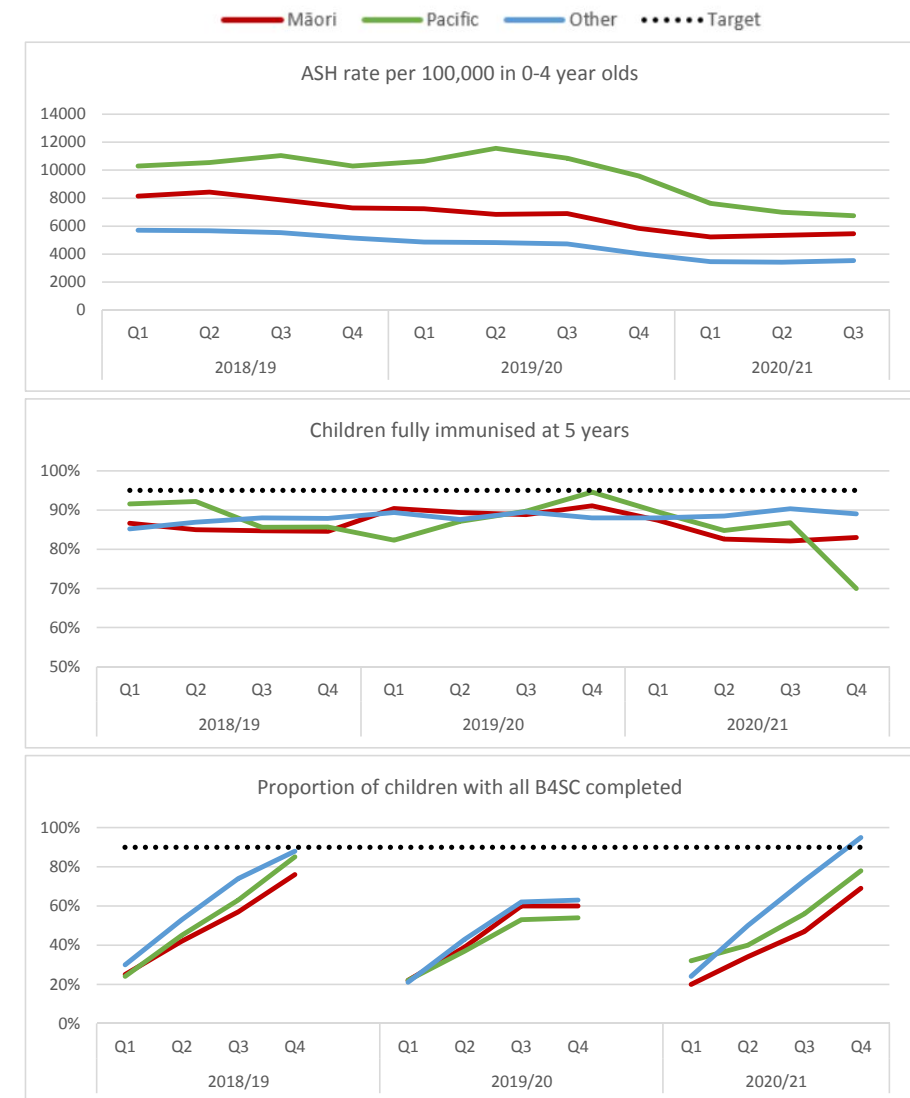 Māori Pacific Other Target
ASH rate per 100,000 in 0-4 year olds
14000
12000
10000
8000
6000
4000
2000
0
Q1 Q2 Q3 Q4 Q1 Q2 Q3 Q4 Q1 Q2 Q3
2018/19 2019/20 2020/21
Children fully immunised at 5 years
100%
90%
80%
70%
60%
50%
Q1 Q2 Q3 Q4 Q1 Q2 Q3 Q4 Q1 Q2 Q3 Q4
2018/19 2019/20 2020/21
Proportion of children with all B4SC completed
100%
80%
60%
40%
20%
0%
Q1 Q2 Q3 Q4 Q1 Q2 Q3 Q4 Q1 Q2 Q3 Q4
2018/19 2019/20 2020/21